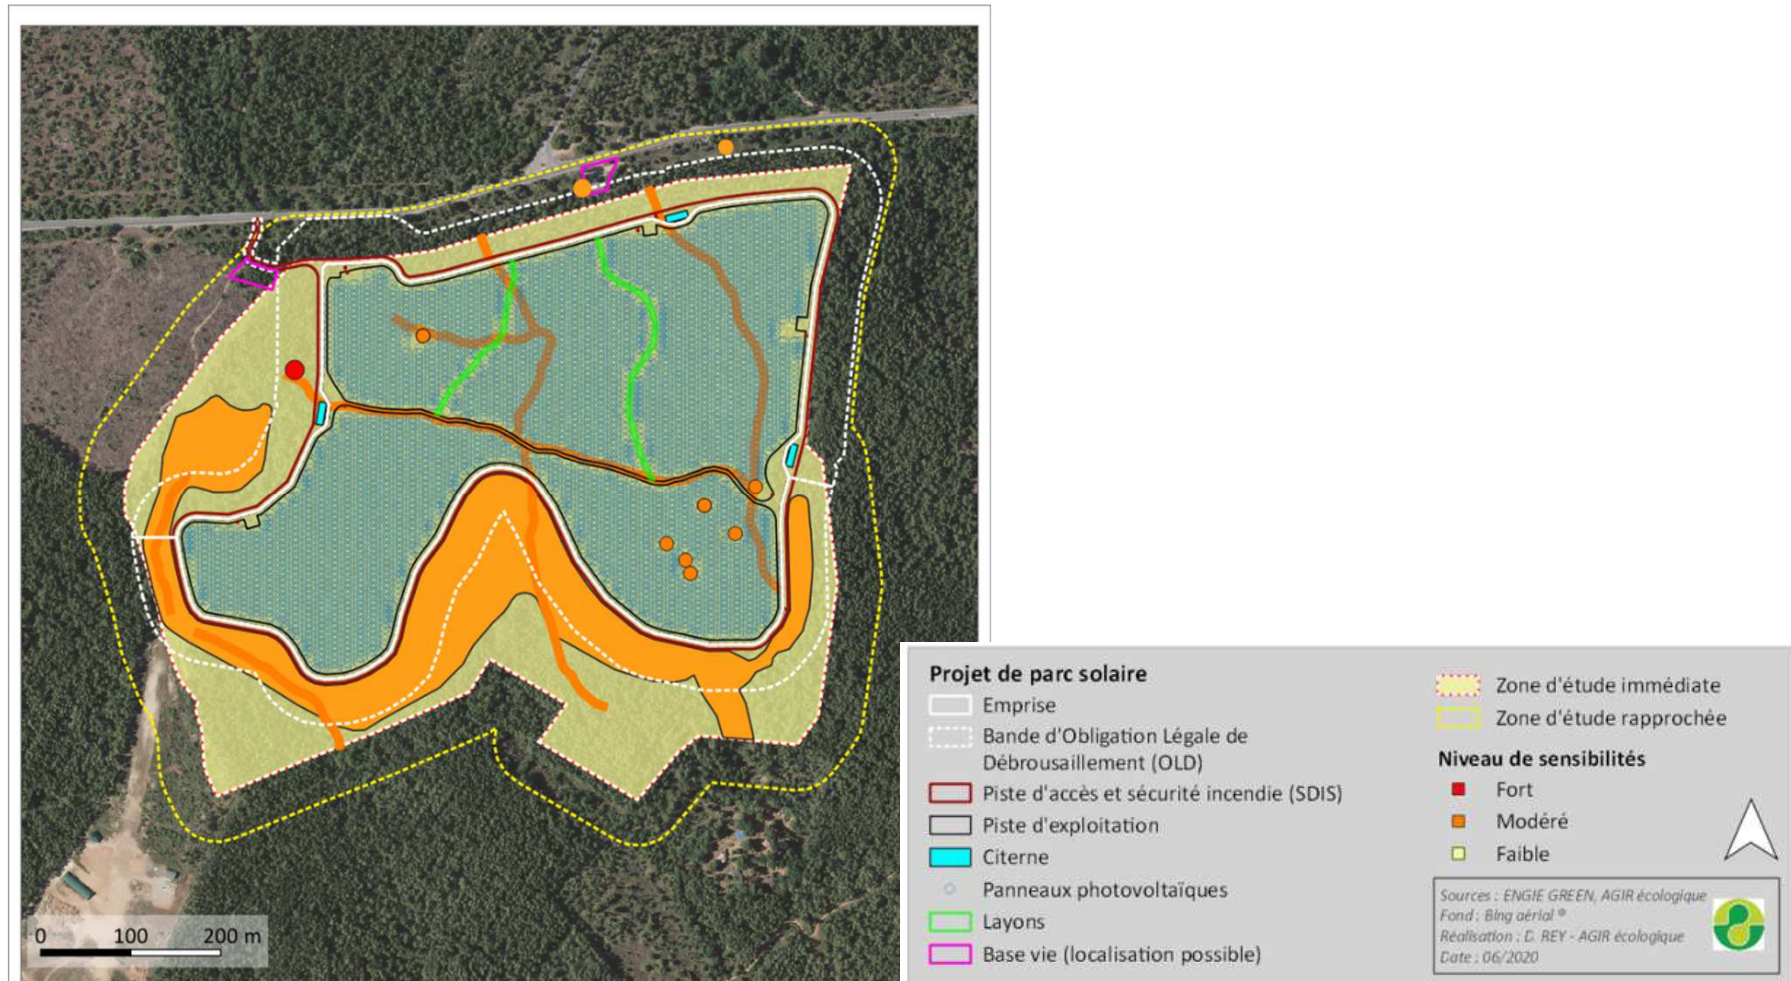 0 100 200 m
Projet de parc solaire
Emprise
Bande d'Obligation Légale de
Débrousaillement (OLD)
Piste d'accès et sécurité incendie (SDIS)
Piste d'exploitation
Citerne
Panneaux photovoltaïques
Layons
Base vie (localisation possible)
Zone d'étude immédiate
Zone d'étude rapprochée
Niveau de sensibilités
Fort
Modéré
Faible
Sources : ENGIE GREEN, AGIR écologique
Fond : Bing aérial ®
Réalisation : D. REY - AGIR écologique
Date : 06/2020